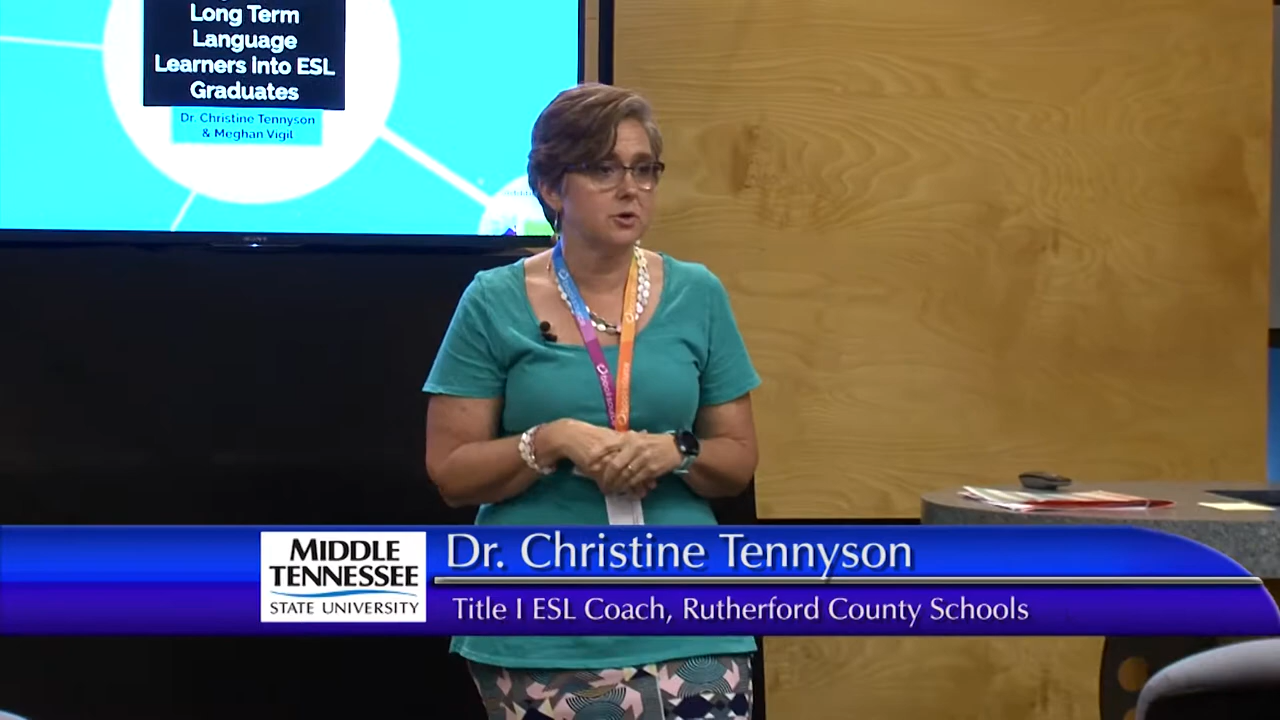 Long Term
Language
Learners Into ESL
Graduates
Dr. Christine Tennyson
& Meghan Vigil
SONY
MIDDLE
TENNESSEE
STATE UNIVERSITY
Dr. Christine Tennyson
Title I ESL Coach, Rutherford County Schools